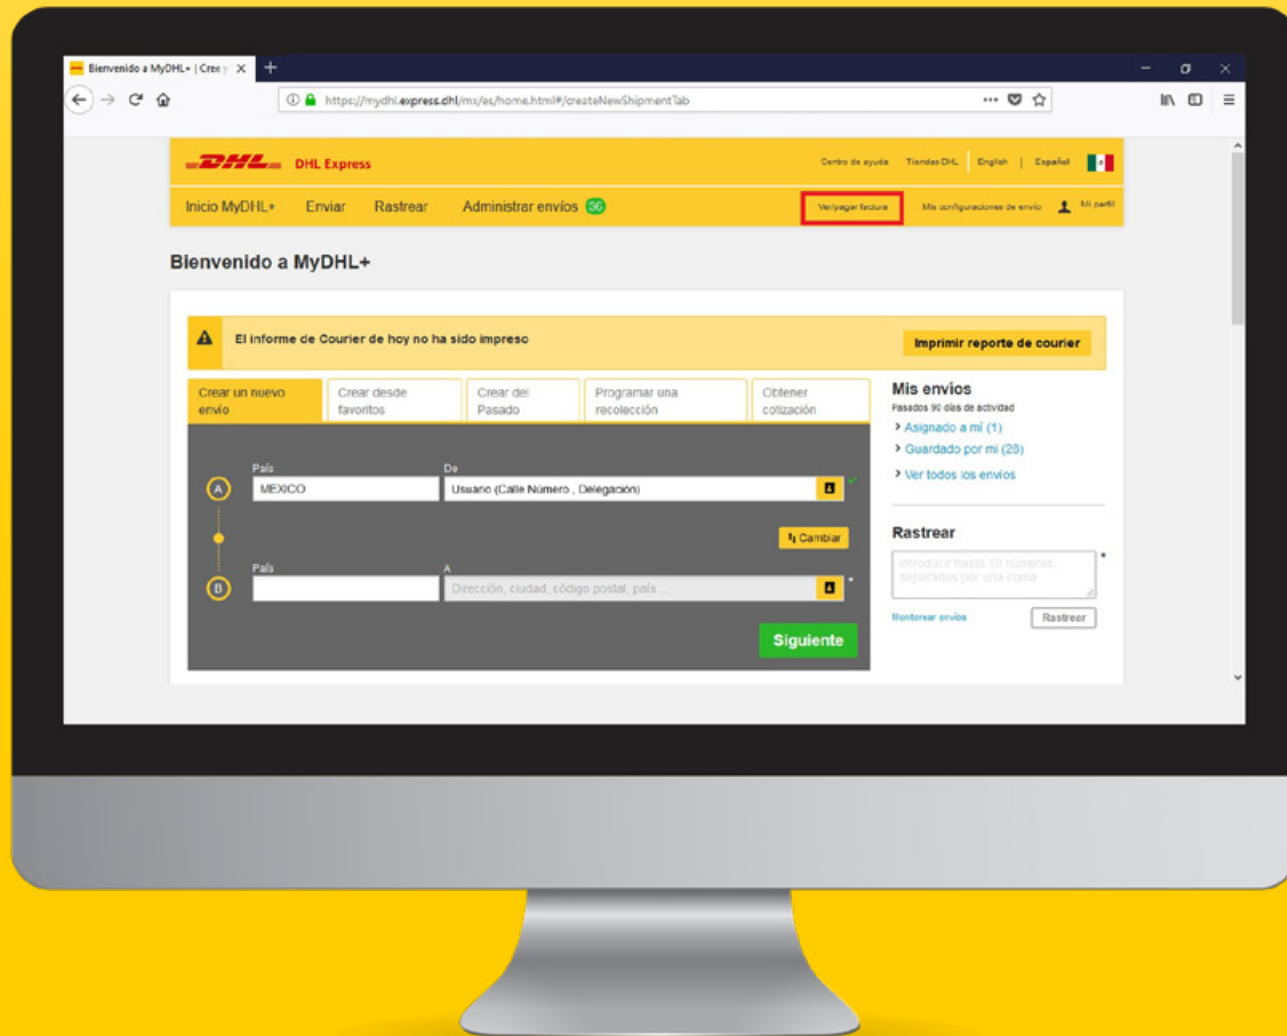 Bienvenido a MyDHL+ | Cree y
https://mydhl.express.dhl/mx/es/home.html#/createNewShipmentTab
DHL DHL Express
Centro de ayuda Tiendas DHL English | Español
Inicio MyDHL+ Enviar Rastrear Administrar envíos 36
Ver/pagar factura Mis configuraciones de envío Mi perfil
Bienvenido a MyDHL+
El informe de Courier de hoy no ha sido impreso
Imprimir reporte de courier
Crear un nuevo
envío
Crear desde
favoritos
Crear del
Pasado
Programar una
recolección
Obtener
cotización
País De
A MEXICO Usuario (Calle Número , Delegación)
Cambiar
País A
B Dirección, ciudad, código postal, país ... *
Siguiente
Mis envíos
Pasados 90 días de actividad
Asignado a mí (1)
Guardado por mi (28)
Ver todos los envíos
Rastrear
Introducir hasta 10 números, *
separados por una coma
Monitorear envíos Rastrear